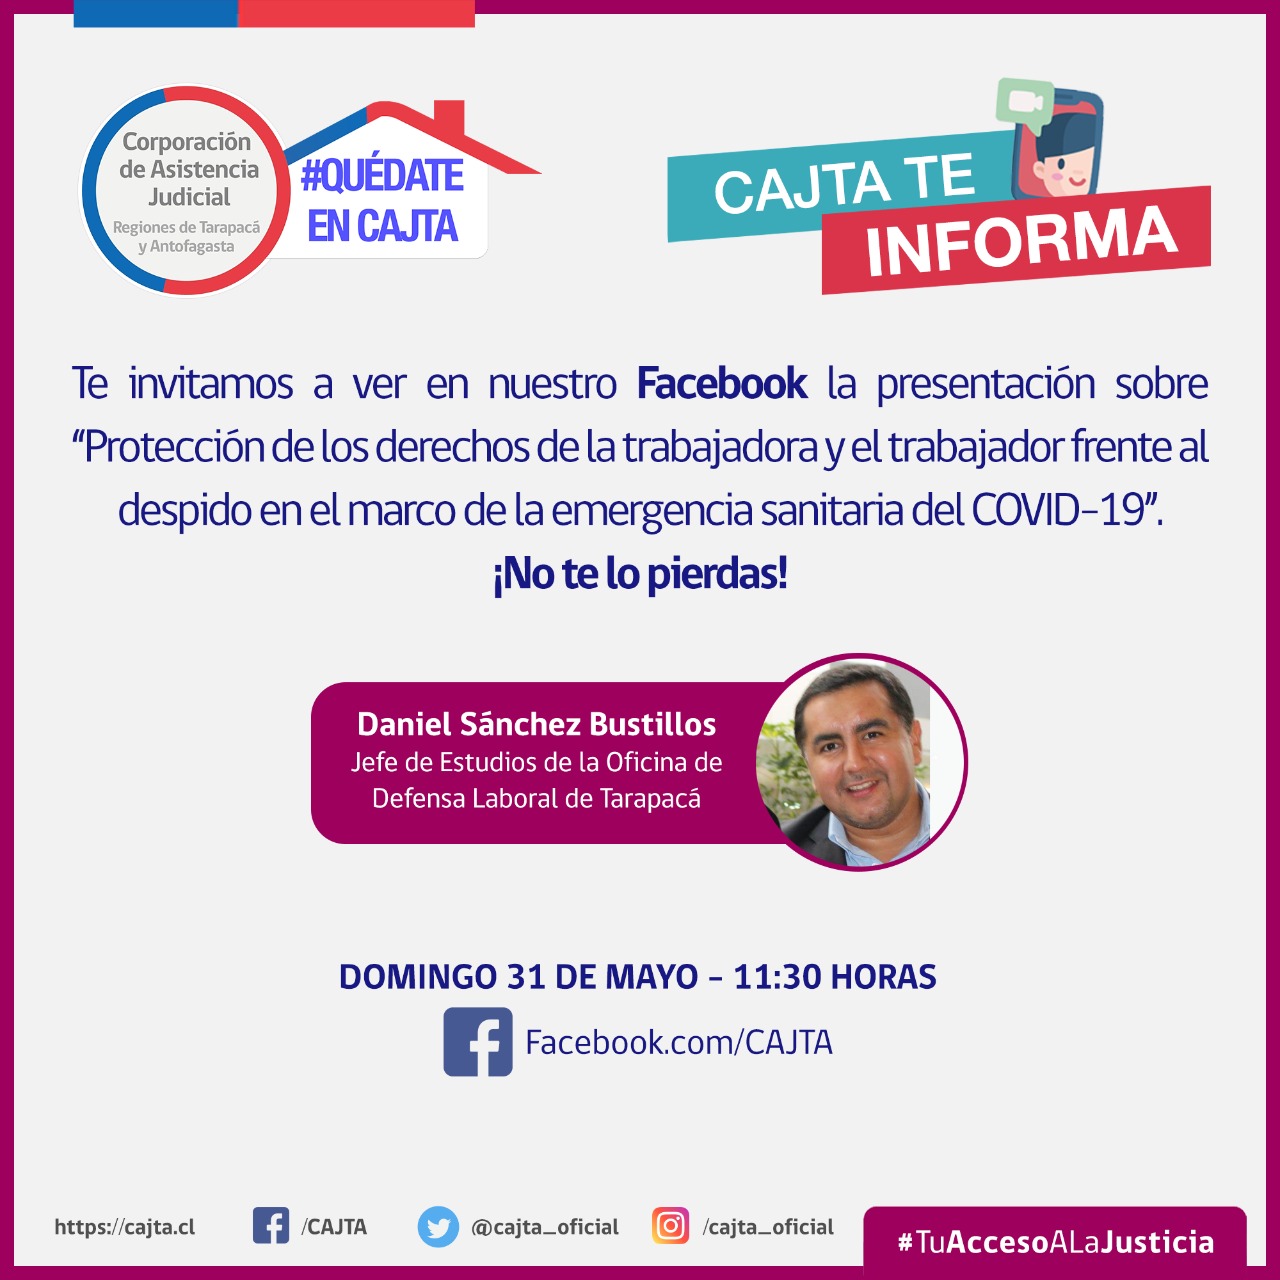 Corporación
de Asistencia
Judicial
Regiones de Tarapacá
y Antofagasta
#QUÉDATE
EN CAJTA
CAJTA TE
INFORMA
Te invitamos a ver en nuestro Facebook la presentación sobre
“Protección de los derechos de la trabajadora y el trabajador frente al
despido en el marco de la emergencia sanitaria del COVID-19”.
¡No te lo pierdas!
Daniel Sánchez Bustillos
Jefe de Estudios de la Oficina de
Defensa Laboral de Tarapacá
DOMINGO 31 DE MAYO - 11:30 HORAS
Facebook.com/CAJTA
https://cajta.cl
/CAJTA
@cajta_oficial
/cajta_oficial
#TuAccesoALaJusticia